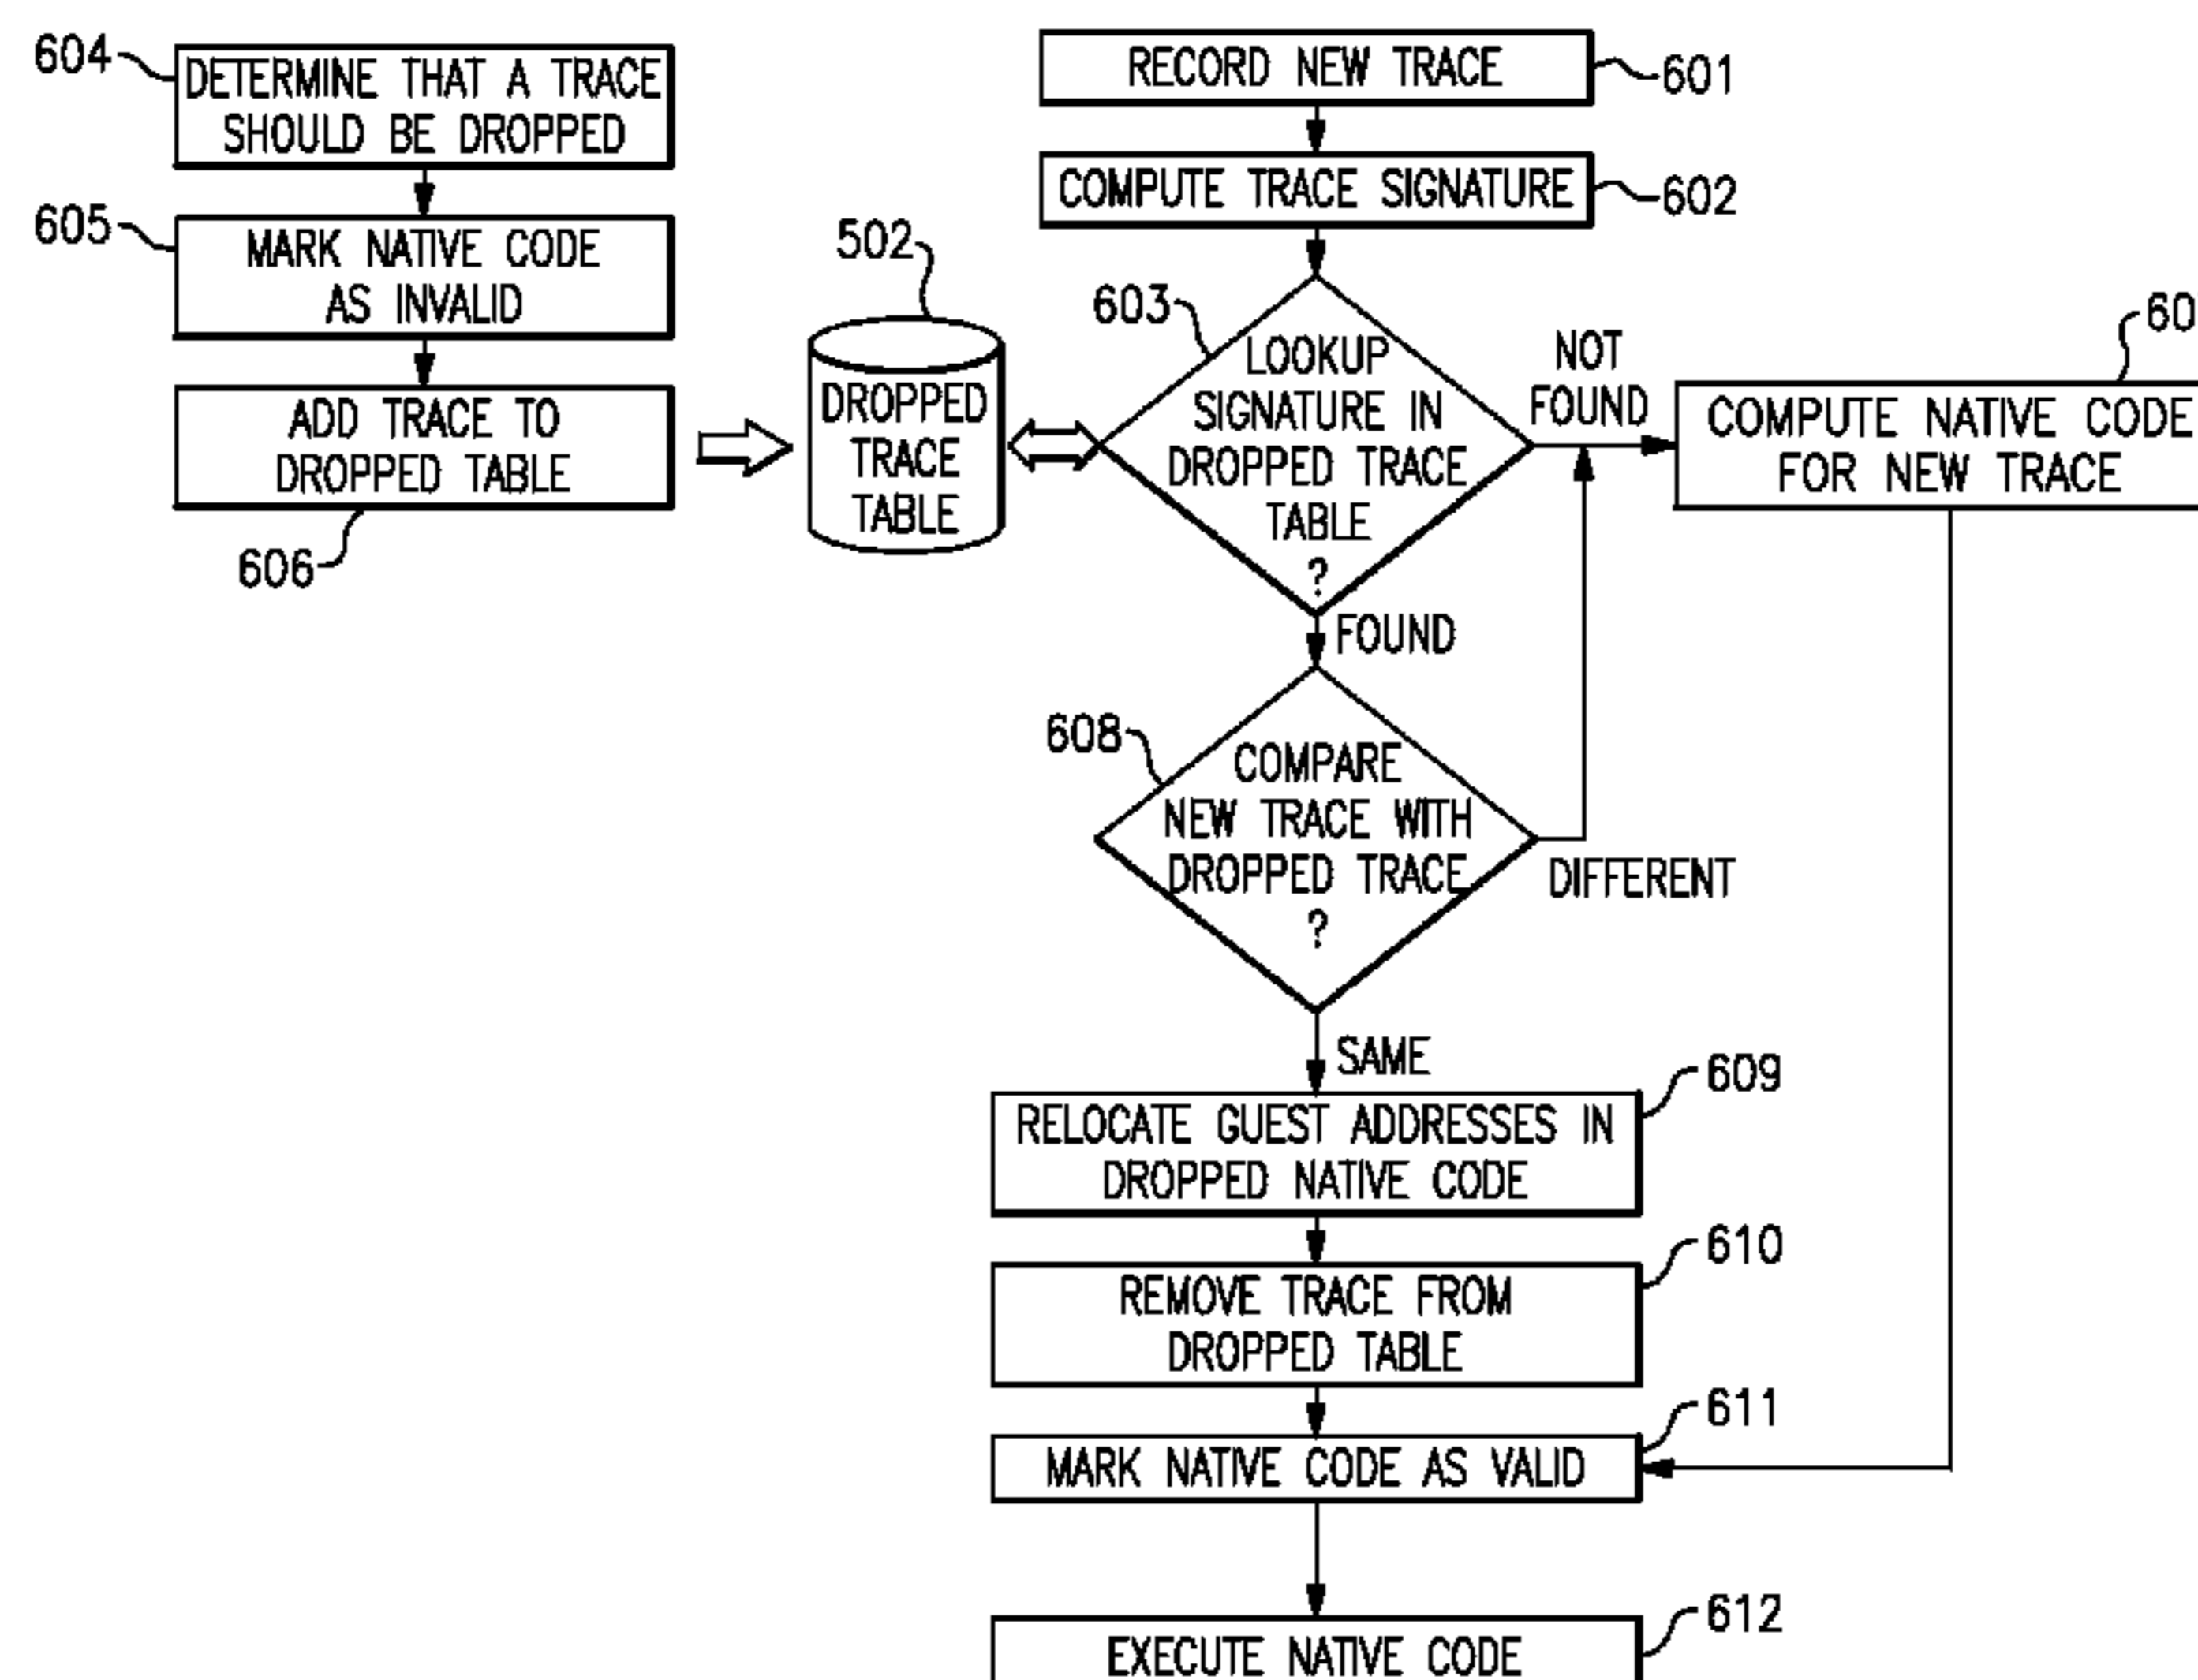 604
DETERMINE THAT A TRACE
SHOULD BE DROPPED
605
MARK NATIVE CODE
AS INVALID
ADD TRACE TO
DROPPED TABLE
606
502
DROPPED
TRACE
TABLE
RECORD NEW TRACE
601
COMPUTE TRACE SIGNATURE
602
603
LOOKUP
SIGNATURE IN
DROPPED TRACE
TABLE
?
NOT
FOUND
COMPUTE NATIVE CODE
FOR NEW TRACE
FOUND
608
COMPARE
NEW TRACE WITH
DROPPED TRACE
?
DIFFERENT
SAME
609
RELOCATE GUEST ADDRESSES IN
DROPPED NATIVE CODE
610
REMOVE TRACE FROM
DROPPED TABLE
611
MARK NATIVE CODE AS VALID
612
EXECUTE NATIVE CODE